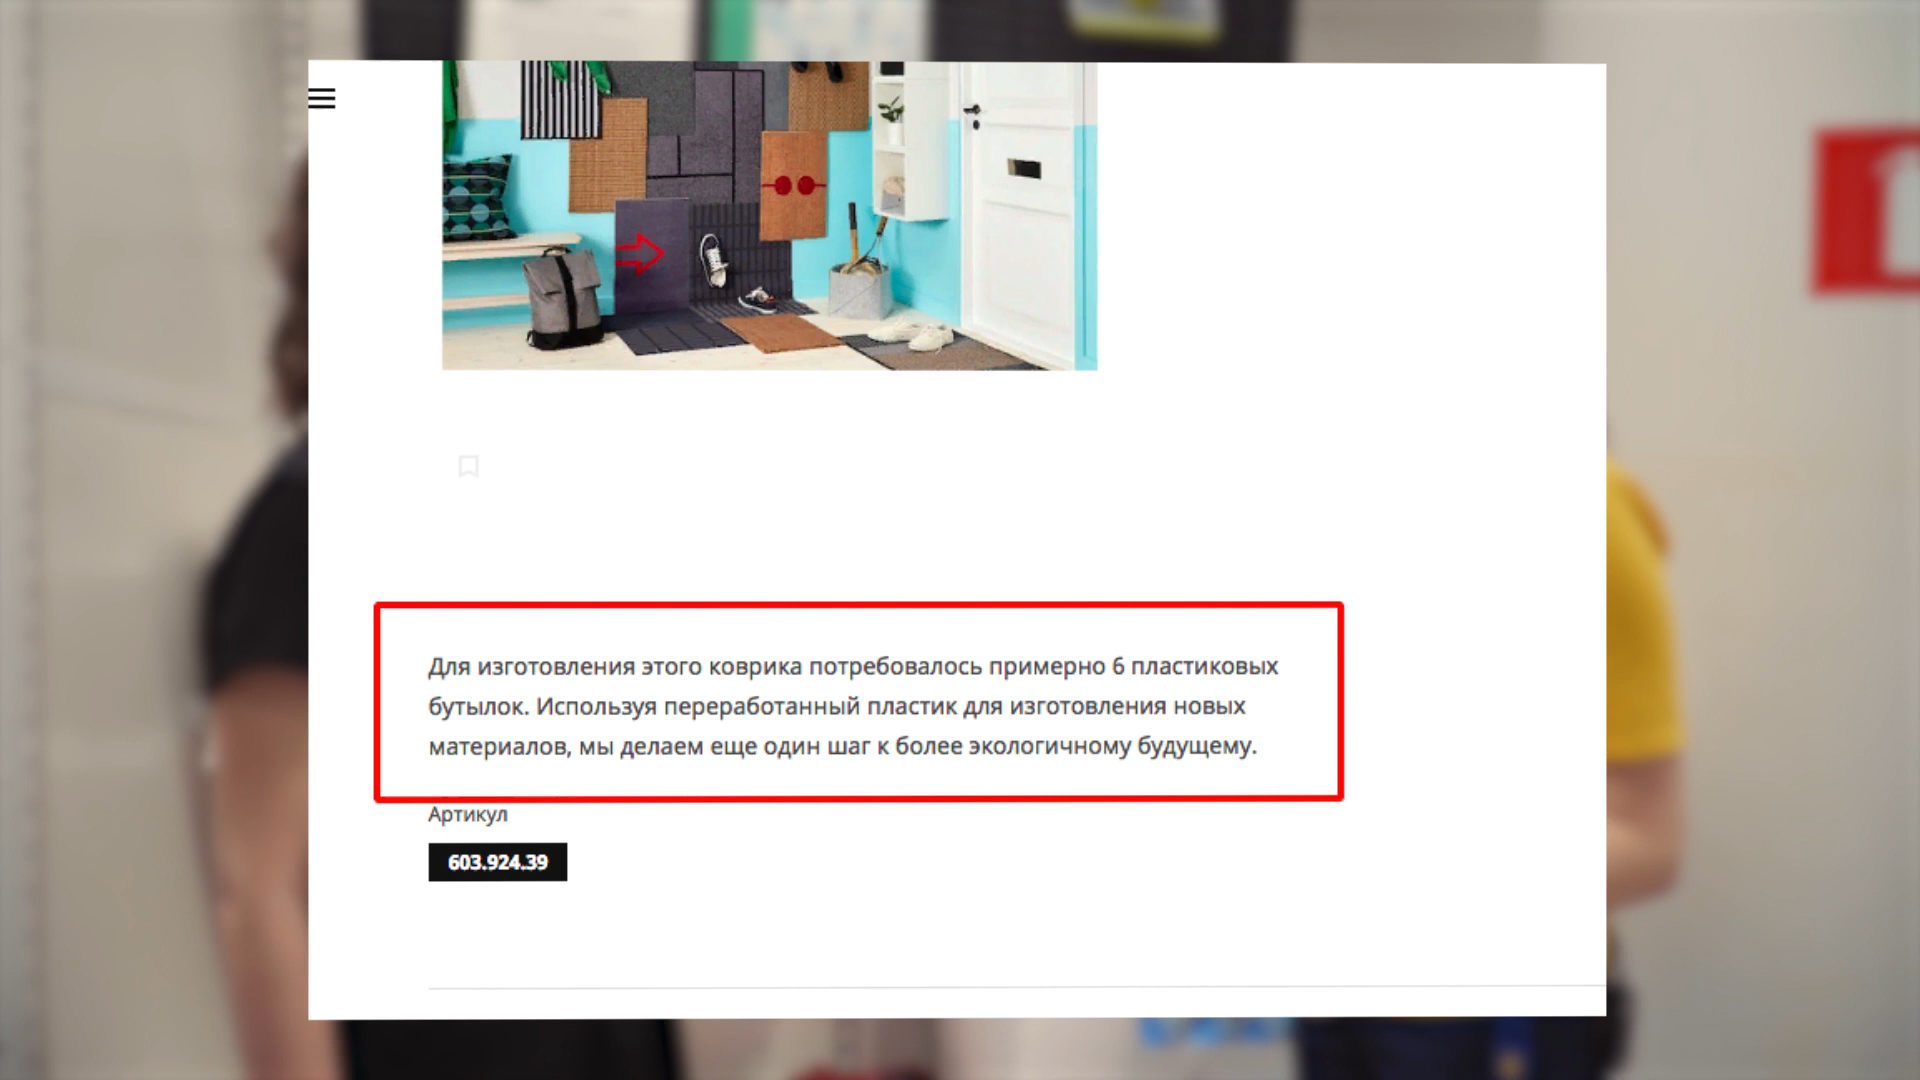 Для изготовления этого коврика потребовалось примерно 6 пластиковых
бутылок. Используя переработанный пластик для изготовления новых
материалов, мы делаем еще один шаг к более экологичному будущему.
Артикул
603.924.39